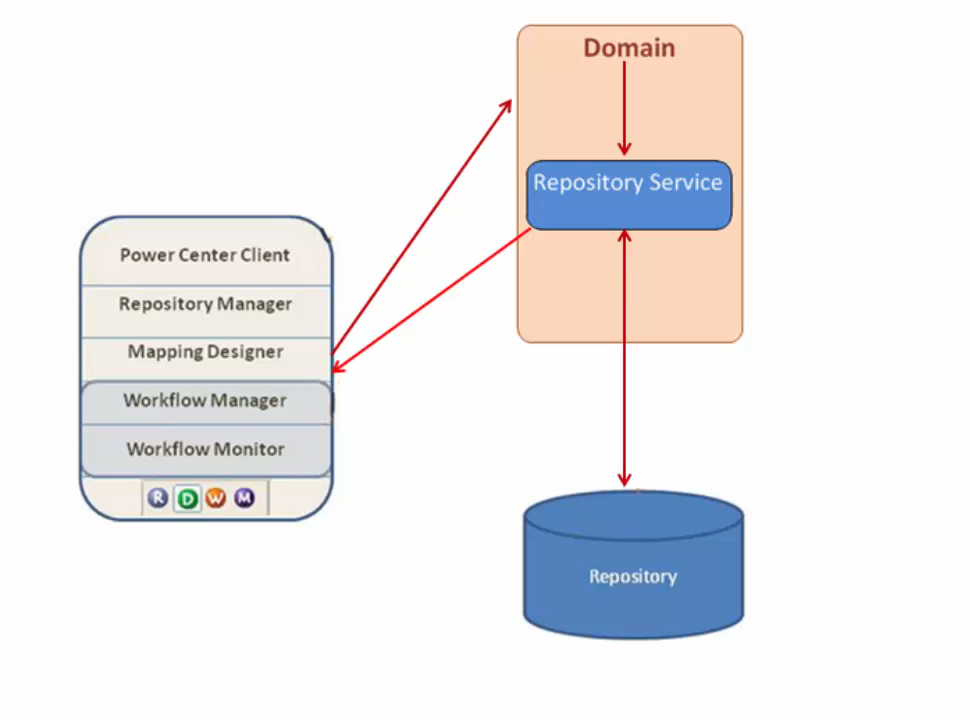 Domain
Repository Service
Power Center Client
Repository Manager
Mapping Designer
Workflow Manager
Workflow Monitor
R D W M
Repository